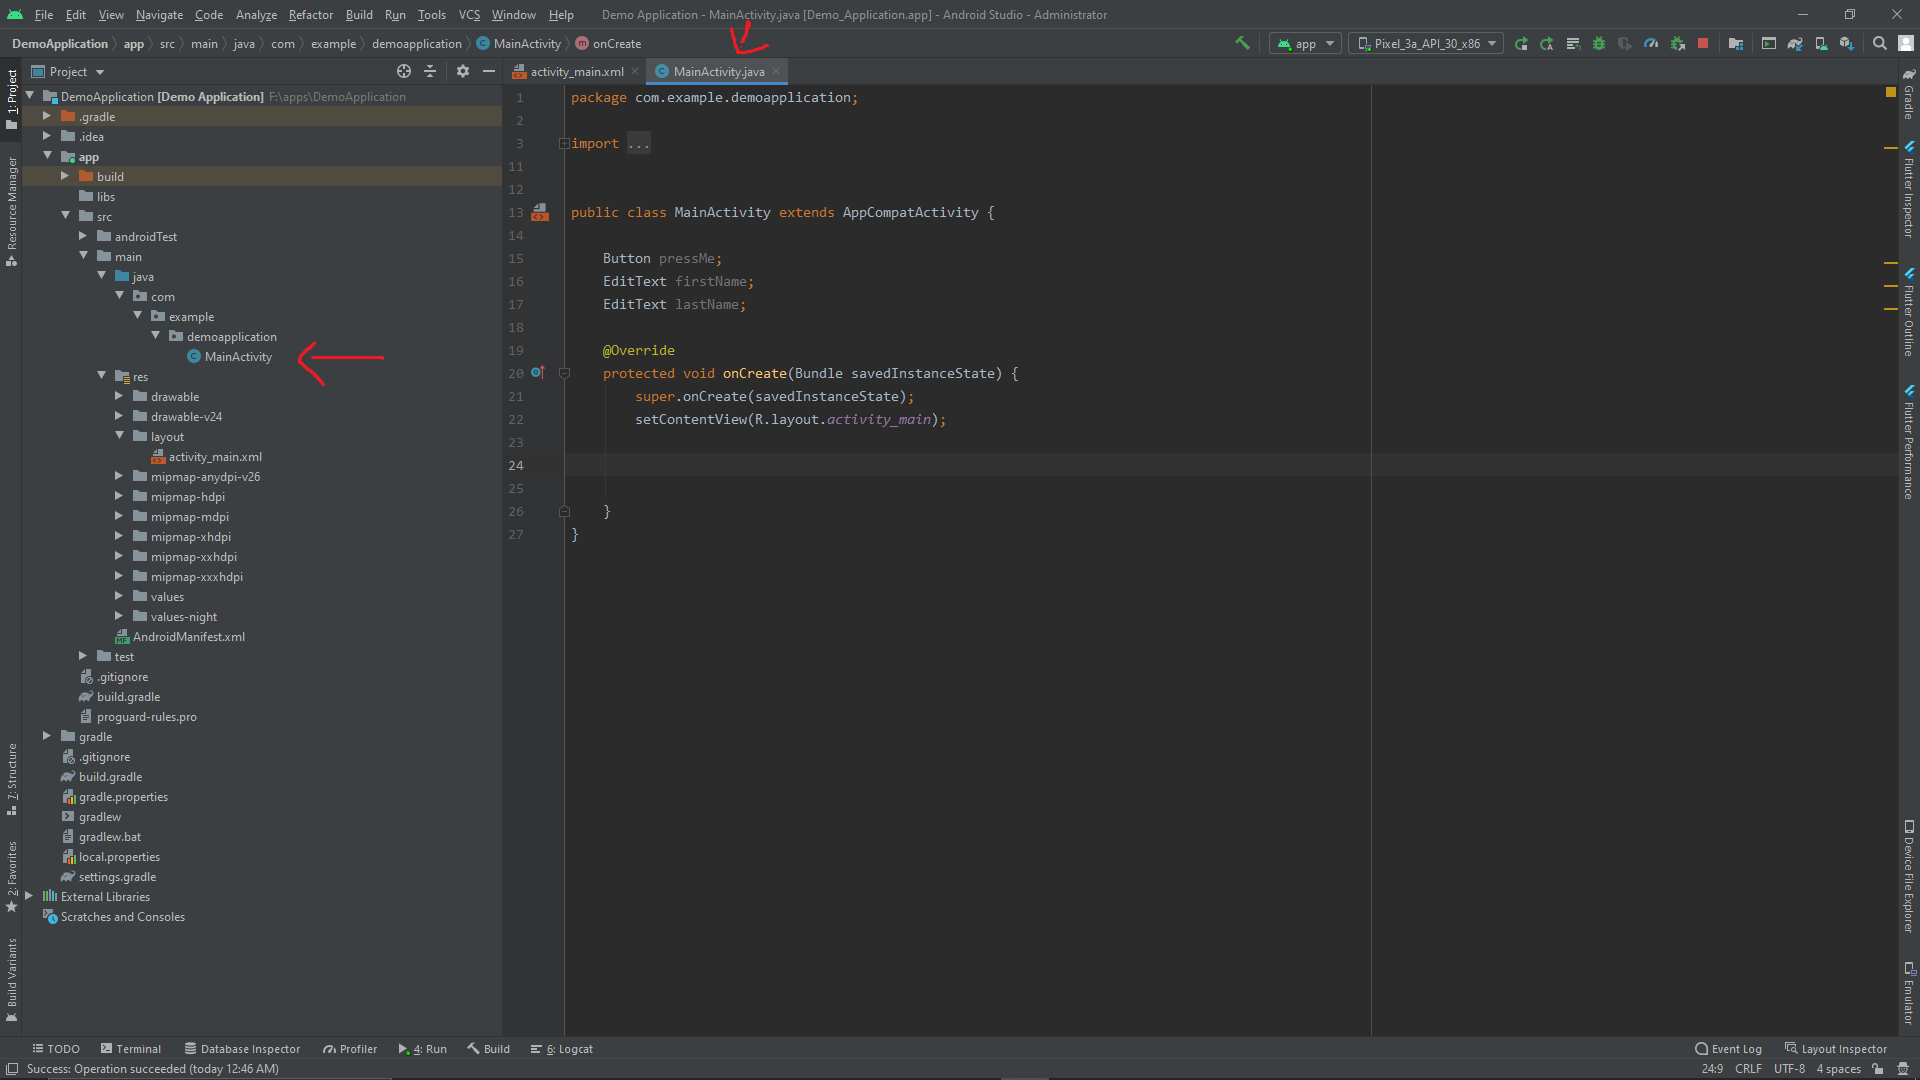 File Edit View Navigate Code Analyze Refactor Build Run Tools VCS Window Help Demo Application - MainActivity.java [Demo_Application.app] - Android Studio - Administrator
DemoApplication app src main java com example demoapplication MainActivity onCreate app Pixel_3a_API_30_x86
Project
activity_main.xml MainActivity.java
DemoApplication [Demo Application] F:\apps\DemoApplication
.gradle
.idea
app
build
libs
src
androidTest
main
java
com
example
demoapplication
MainActivity
res
drawable
drawable-v24
layout
activity_main.xml
mipmap-anydpi-v26
mipmap-hdpi
mipmap-mdpi
mipmap-xhdpi
mipmap-xxhdpi
mipmap-xxxhdpi
values
values-night
AndroidManifest.xml
test
.gitignore
build.gradle
proguard-rules.pro
gradle
.gitignore
build.gradle
gradle.properties
gradlew
gradlew.bat
local.properties
settings.gradle
External Libraries
Scratches and Consoles
1 package com.example.demoapplication;
2
3 import ...
11
12
13 public class MainActivity extends AppCompatActivity {
14
15 Button pressMe;
16 EditText firstName;
17 EditText lastName;
18
19 @Override
20 protected void onCreate(Bundle savedInstanceState) {
21 super.onCreate(savedInstanceState);
22 setContentView(R.layout.activity_main);
23
24
25
26 }
27 }
1: Project
Resource Manager
7: Structure
2: Favorites
Build Variants
Gradle
Flutter Inspector
Flutter Outline
Flutter Performance
Device File Explorer
Emulator
TODO Terminal Database Inspector Profiler 4: Run Build 6: Logcat Event Log Layout Inspector
Success: Operation succeeded (today 12:46 AM) 24:9 CRLF UTF-8 4 spaces